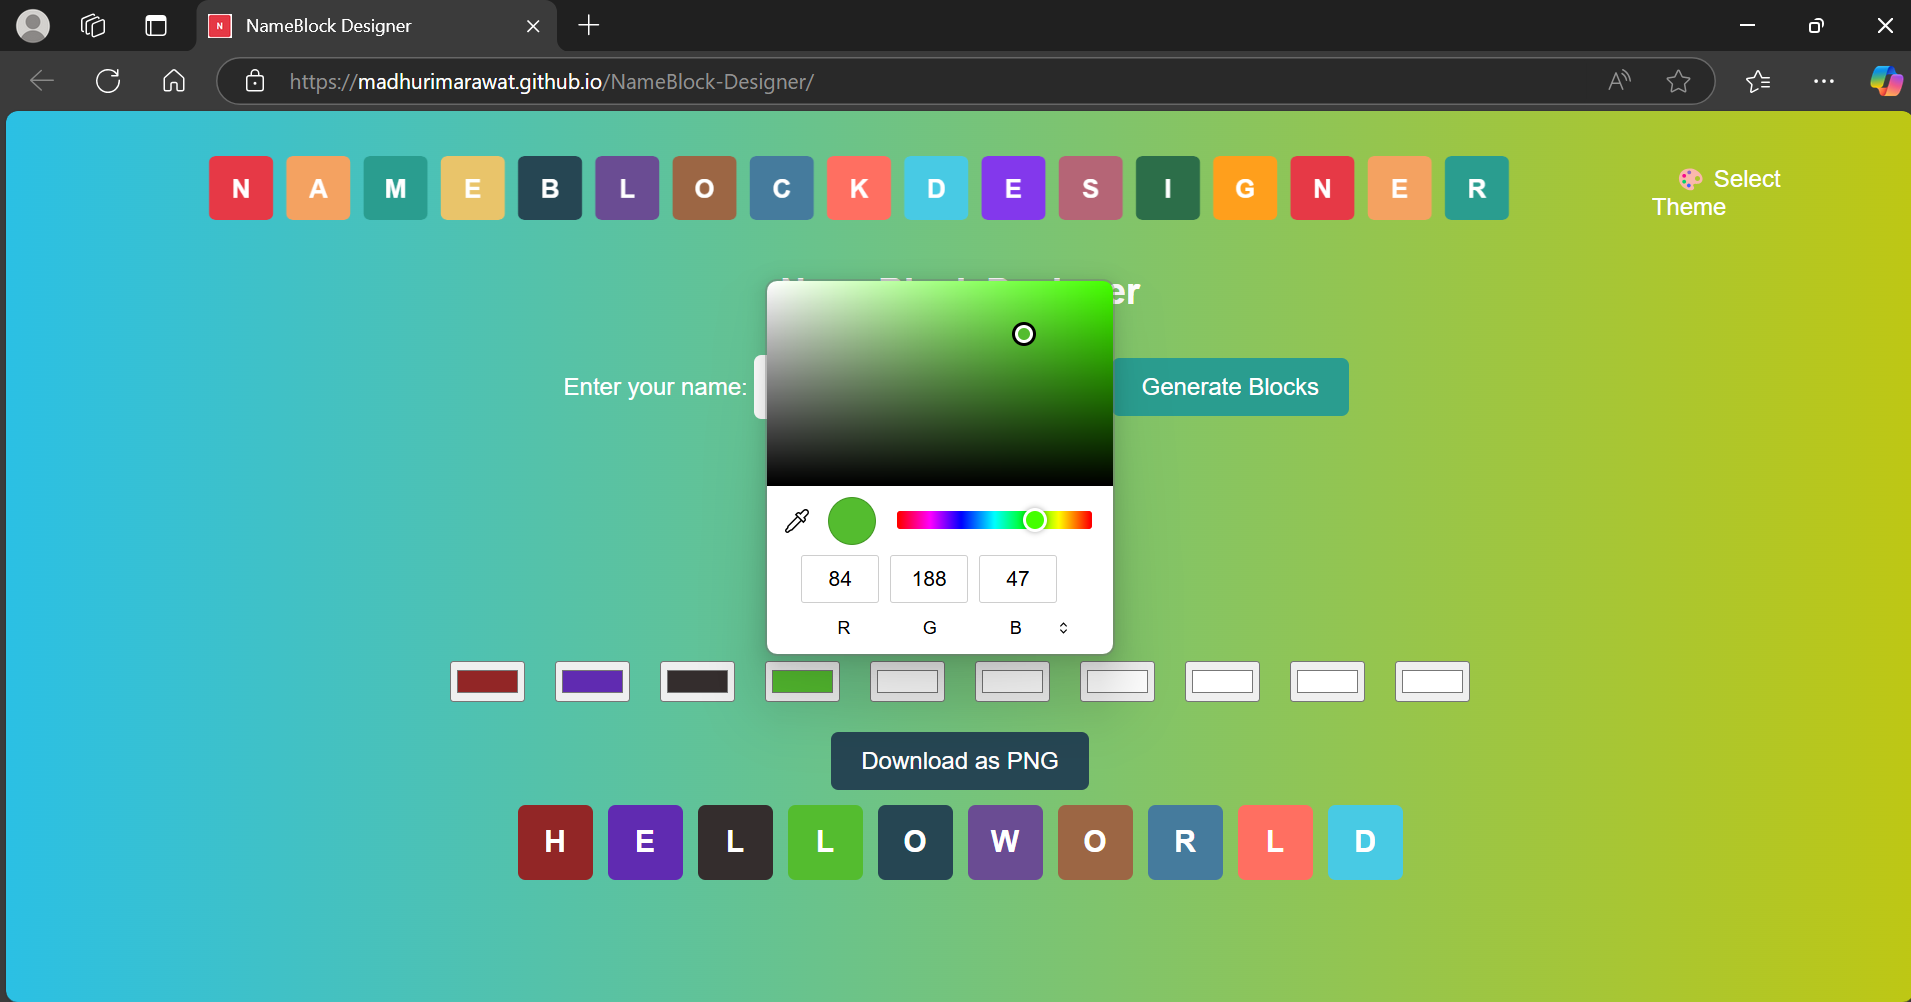 N NameBlock Designer
https://madhurimarawat.github.io/NameBlock-Designer/
N A M E B L O C K D E S I G N E R
Select
Theme
er
Enter your name:
Generate Blocks
84 188 47
R G B
Download as PNG
H E L L O W O R L D